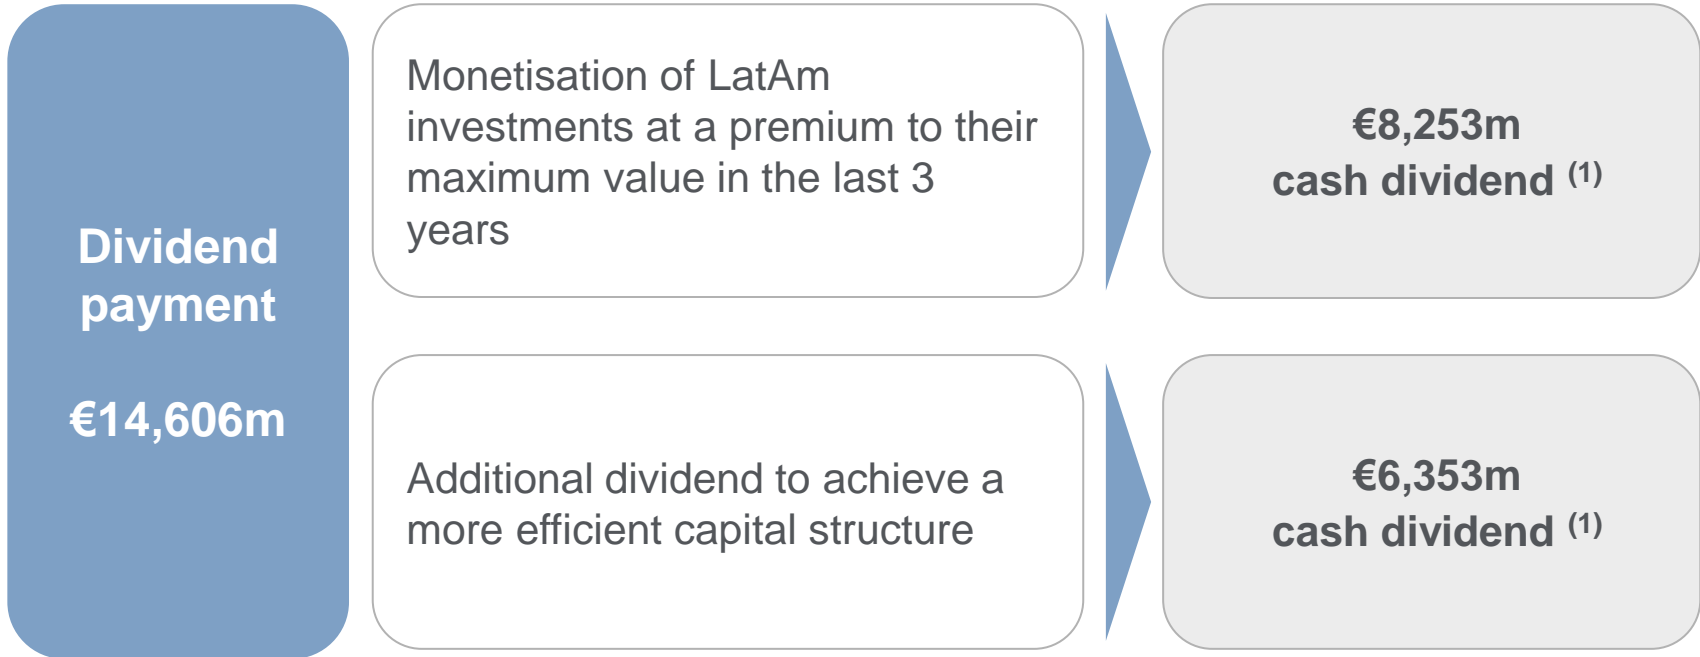 Dividend
payment
€14,606m
Monetisation of LatAm
investments at a premium to their
maximum value in the last 3
years
€8,253m
cash dividend (1)
Additional dividend to achieve a
more efficient capital structure
€6,353m
cash dividend (1)